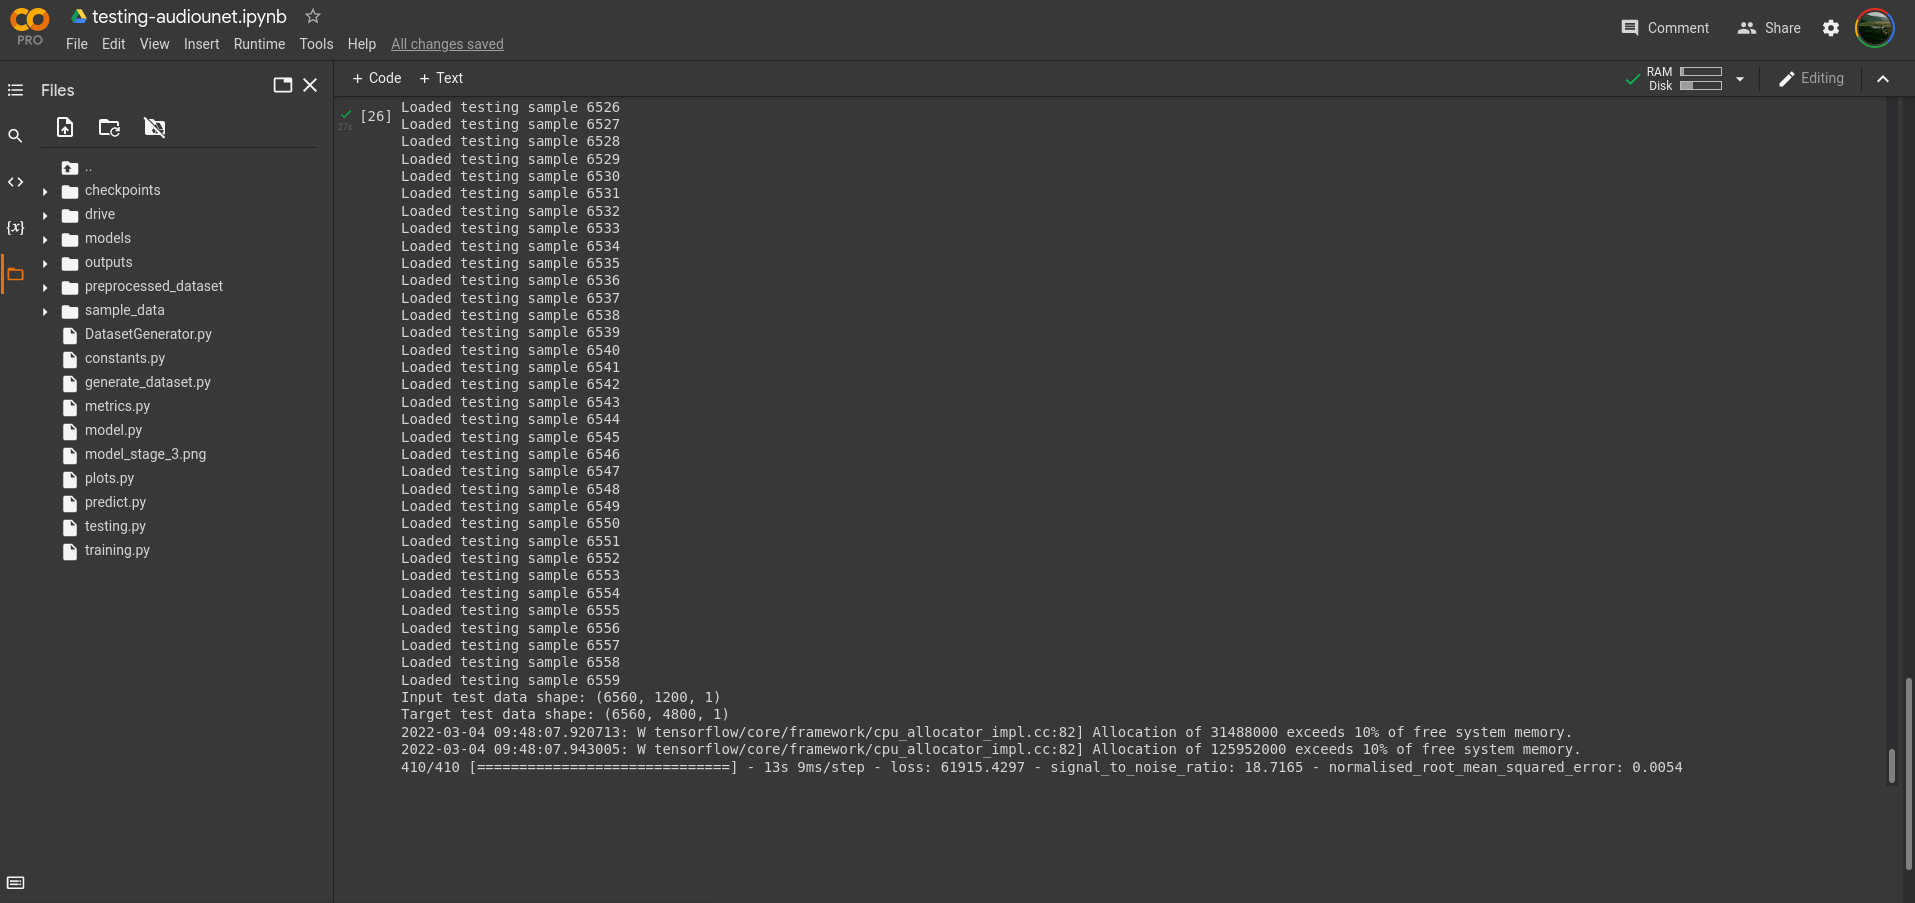 CO
PRO
testing-audiounet.ipynb
File Edit View Insert Runtime Tools Help All changes saved
Comment Share
Files
+ Code + Text
RAM
Disk
Editing
{x}
..
checkpoints
drive
models
outputs
preprocessed_dataset
sample_data
DatasetGenerator.py
constants.py
generate_dataset.py
metrics.py
model.py
model_stage_3.png
plots.py
predict.py
testing.py
training.py
[26]
27s
Loaded testing sample 6526
Loaded testing sample 6527
Loaded testing sample 6528
Loaded testing sample 6529
Loaded testing sample 6530
Loaded testing sample 6531
Loaded testing sample 6532
Loaded testing sample 6533
Loaded testing sample 6534
Loaded testing sample 6535
Loaded testing sample 6536
Loaded testing sample 6537
Loaded testing sample 6538
Loaded testing sample 6539
Loaded testing sample 6540
Loaded testing sample 6541
Loaded testing sample 6542
Loaded testing sample 6543
Loaded testing sample 6544
Loaded testing sample 6545
Loaded testing sample 6546
Loaded testing sample 6547
Loaded testing sample 6548
Loaded testing sample 6549
Loaded testing sample 6550
Loaded testing sample 6551
Loaded testing sample 6552
Loaded testing sample 6553
Loaded testing sample 6554
Loaded testing sample 6555
Loaded testing sample 6556
Loaded testing sample 6557
Loaded testing sample 6558
Loaded testing sample 6559
Input test data shape: (6560, 1200, 1)
Target test data shape: (6560, 4800, 1)
2022-03-04 09:48:07.920713: W tensorflow/core/framework/cpu_allocator_impl.cc:82] Allocation of 31488000 exceeds 10% of free system memory.
2022-03-04 09:48:07.943005: W tensorflow/core/framework/cpu_allocator_impl.cc:82] Allocation of 125952000 exceeds 10% of free system memory.
410/410 [==============================] - 13s 9ms/step - loss: 61915.4297 - signal_to_noise_ratio: 18.7165 - normalised_root_mean_squared_error: 0.0054